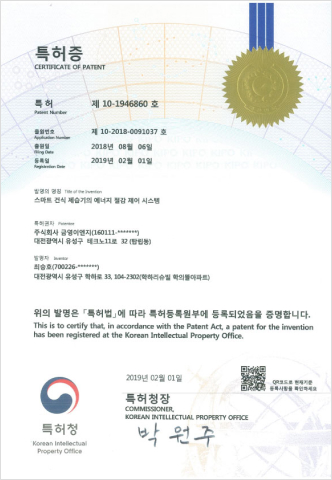 특허증
CERTIFICATE OF PATENT
특허 제 10-1946860 호
Patent Number
출원번호 제 10-2018-0091037 호
Application Number
출원일 2018년 08월 06일
Filing Date
등록일 2019년 02월 01일
Registration Date
발명의 명칭 Title of the Invention
스마트 건식 제습기의 에너지 절감 제어 시스템
특허권자 Patentee
주식회사 금영이엔지(160111-*******)
대전광역시 유성구 테크노11로 32 (탑립동)
발명자 Inventor
최승호(700226-*******)
대전광역시 유성구 학하로 33, 104-2302(학하리슈빌 학의뜰아파트)
위의 발명은 「특허법」에 따라 특허등록원부에 등록되었음을 증명합니다.
This is to certify that, in accordance with the Patent Act, a patent for the invention
has been registered at the Korean Intellectual Property Office.
2019년 02월 01일
QR코드로 현재기준
등록사항을 확인하세요
특허청장
COMMISSIONER,
KOREAN INTELLECTUAL PROPERTY OFFICE
박원주
특허청
Korean Intellectual
Property Office